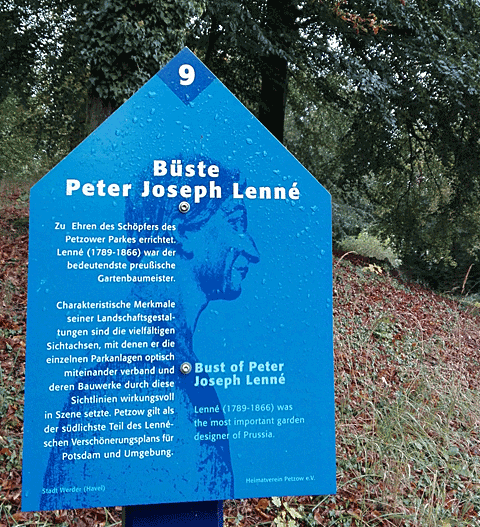 9
Büste
Peter Joseph Lenné
Zu Ehren des Schöpfers des
Petzower Parkes errichtet.
Lenné (1789-1866) war der
bedeutendste preußische
Gartenbaumeister.
Charakteristische Merkmale
seiner Landschaftsgestal-
tungen sind die vielfältigen
Sichtachsen, mit denen er die
einzelnen Parkanlagen optisch
miteinander verband und
deren Bauwerke durch diese
Sichtlinien wirkungsvoll
in Szene setzte. Petzow gilt als
der südlichste Teil des Lenné-
schen Verschönerungsplans für
Potsdam und Umgebung.
Bust of Peter
Joseph Lenné
Lenné (1789-1866) was
the most important garden
designer of Prussia.
Stadt Werder (Havel)
Heimatverein Petzow e.V.